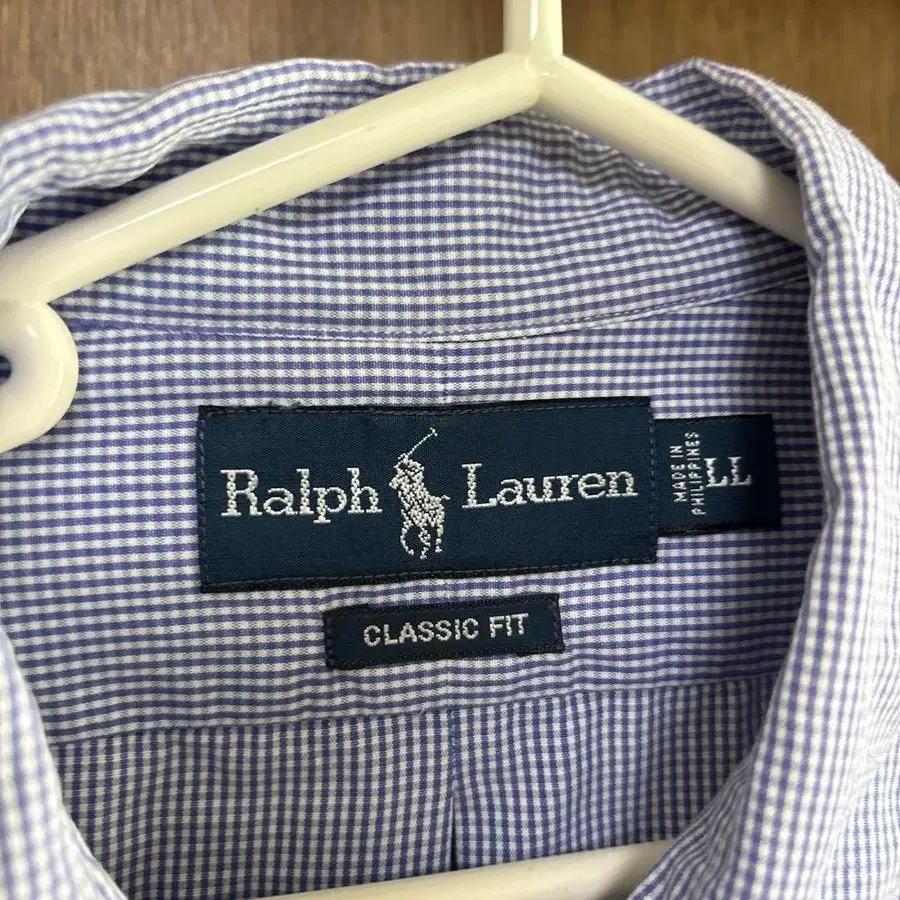 Ralph Lauren
MADE IN
PHILIPPINES
LL
CLASSIC FIT